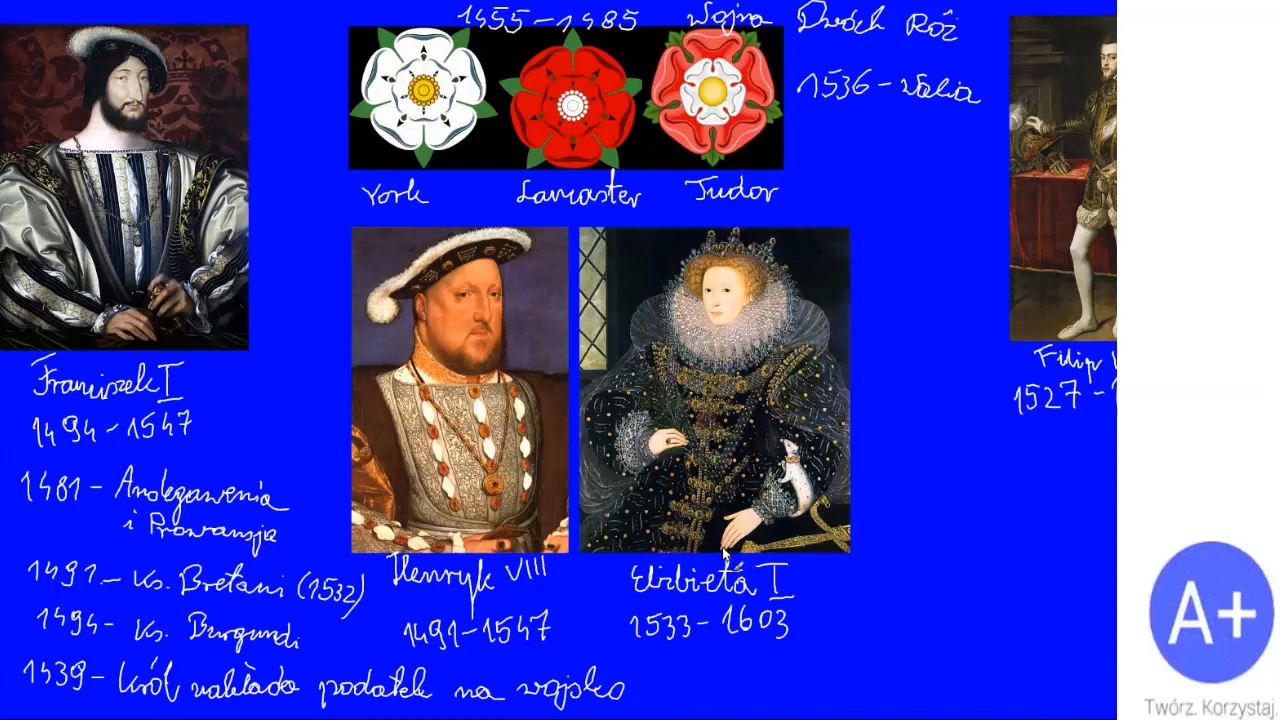 1455-1485 Wojna Dwóch Róż
1536 - Walia
York Lancaster Tudor
Franciszek I
1494-1547
1481 - Andegawenia
i Prowansja
1491 - Ks. Bretani (1532)
1494 - Ks. Burgundi
1439 - Król nakłada podatek na wojsko
Henryk VIII
1491-1547
Elżbieta I
1533-1603
Filip
1527 -
A+
Twórz. Korzystaj.